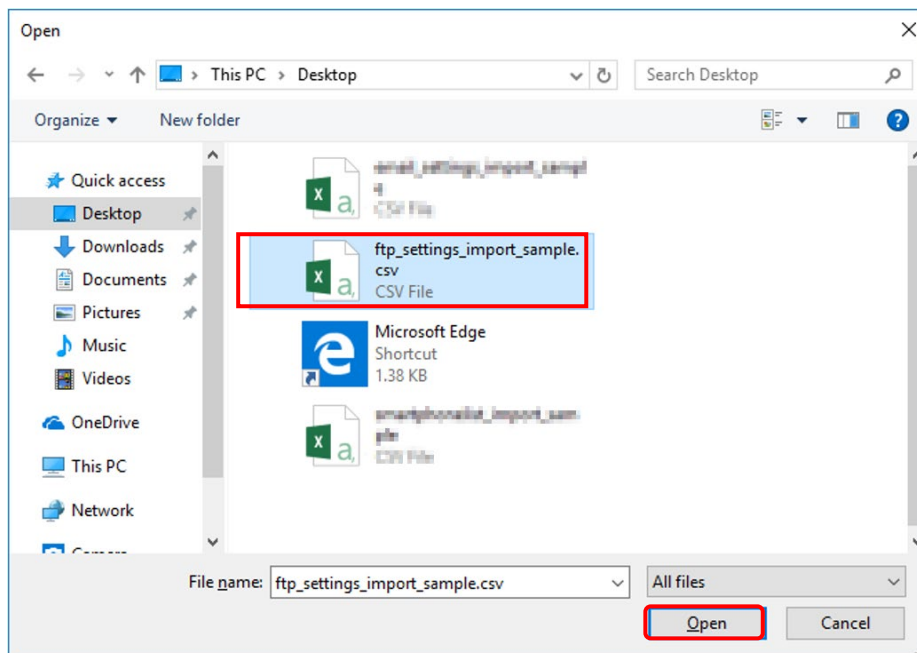 Open
This PC > Desktop
Search Desktop
Organize
New folder
Quick access
Desktop
Downloads
Documents
Pictures
Music
Videos
OneDrive
This PC
Network
ftp_settings_import_sample.
csv
CSV File
Microsoft Edge
Shortcut
1.38 KB
File name:
ftp_settings_import_sample.csv
All files
Open
Cancel